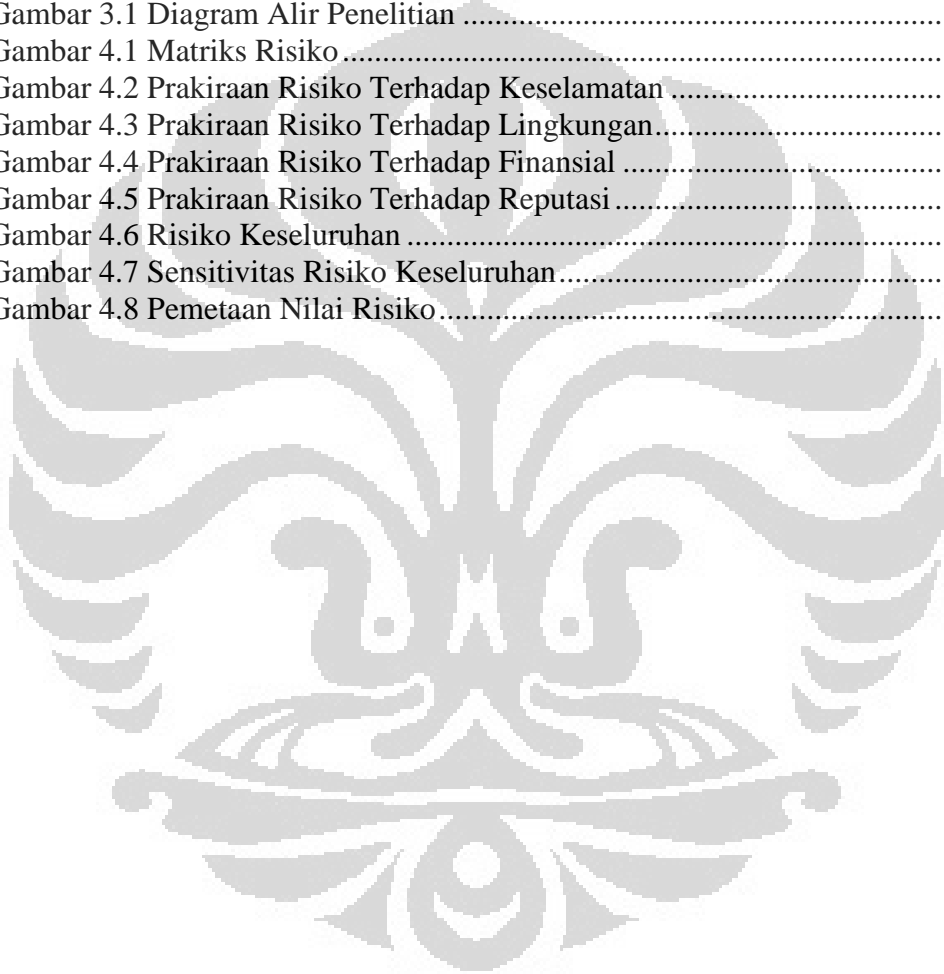 Gambar 3.1 Diagram Alir Penelitian ..........................................................................
Gambar 4.1 Matriks Risiko..........................................................................................
Gambar 4.2 Prakiraan Risiko Terhadap Keselamatan ..........................................
Gambar 4.3 Prakiraan Risiko Terhadap Lingkungan............................................
Gambar 4.4 Prakiraan Risiko Terhadap Finansial .................................................
Gambar 4.5 Prakiraan Risiko Terhadap Reputasi ..................................................
Gambar 4.6 Risiko Keseluruhan ................................................................................
Gambar 4.7 Sensitivitas Risiko Keseluruhan..........................................................
Gambar 4.8 Pemetaan Nilai Risiko...........................................................................